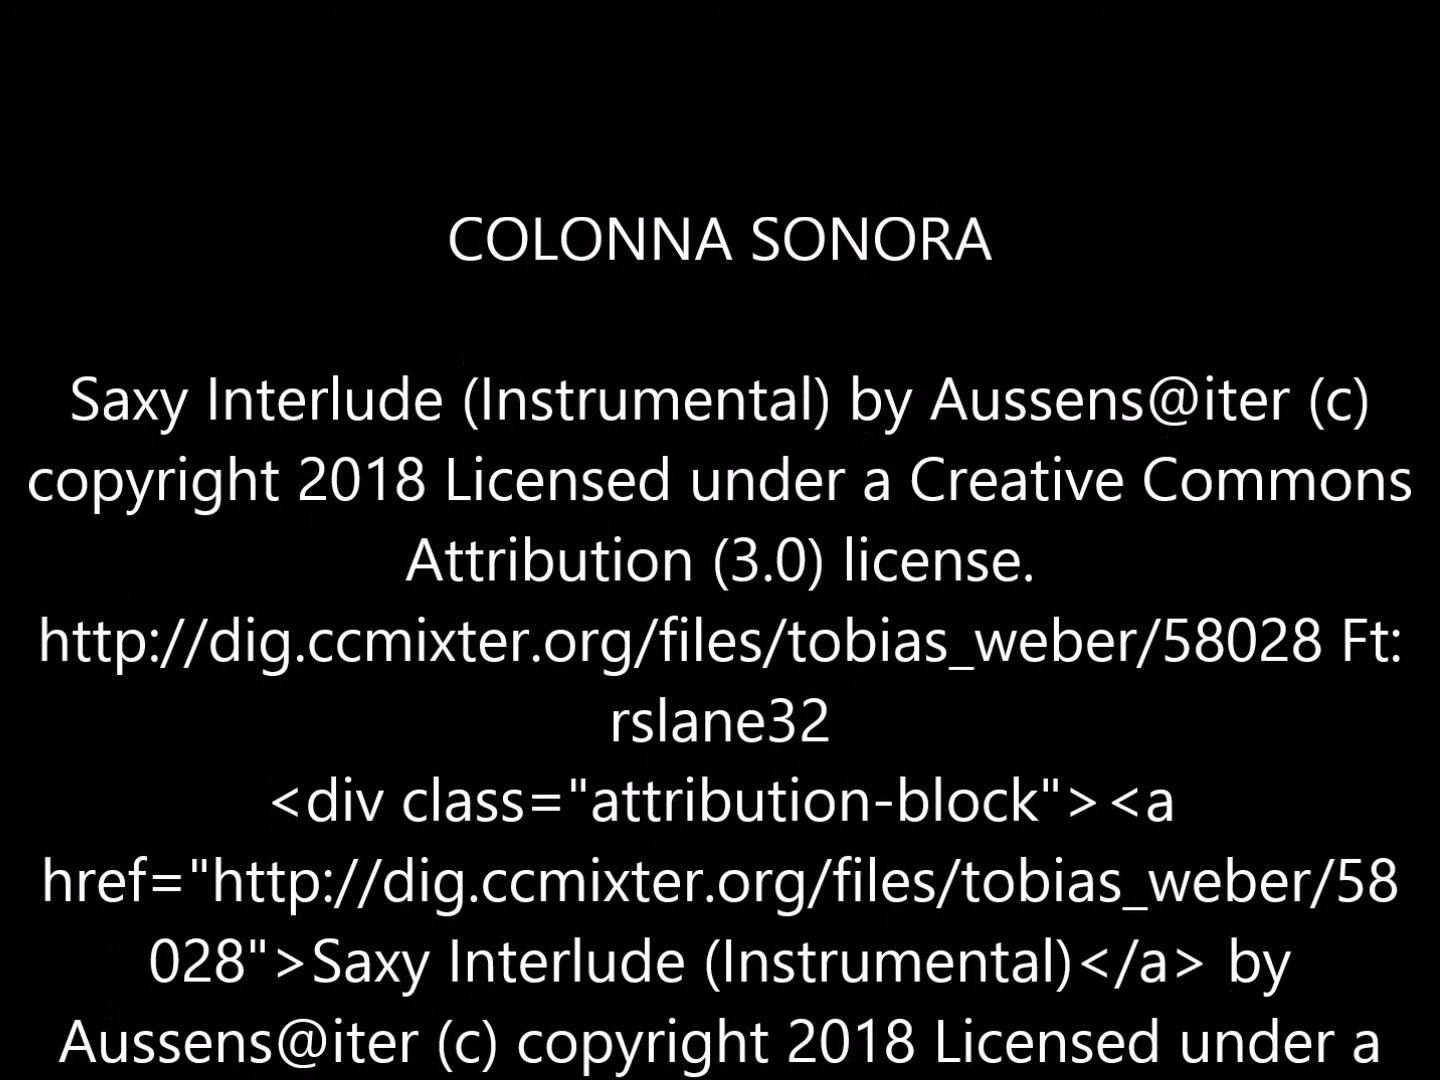 COLONNA SONORA
Saxy Interlude (Instrumental) by Aussens@iter (c)
copyright 2018 Licensed under a Creative Commons
Attribution (3.0) license.
http://dig.ccmixter.org/files/tobias_weber/58028 Ft:
rslane32
<div class="attribution-block"><a
href="http://dig.ccmixter.org/files/tobias_weber/58
028">Saxy Interlude (Instrumental)</a> by
Aussens@iter (c) copyright 2018 Licensed under a